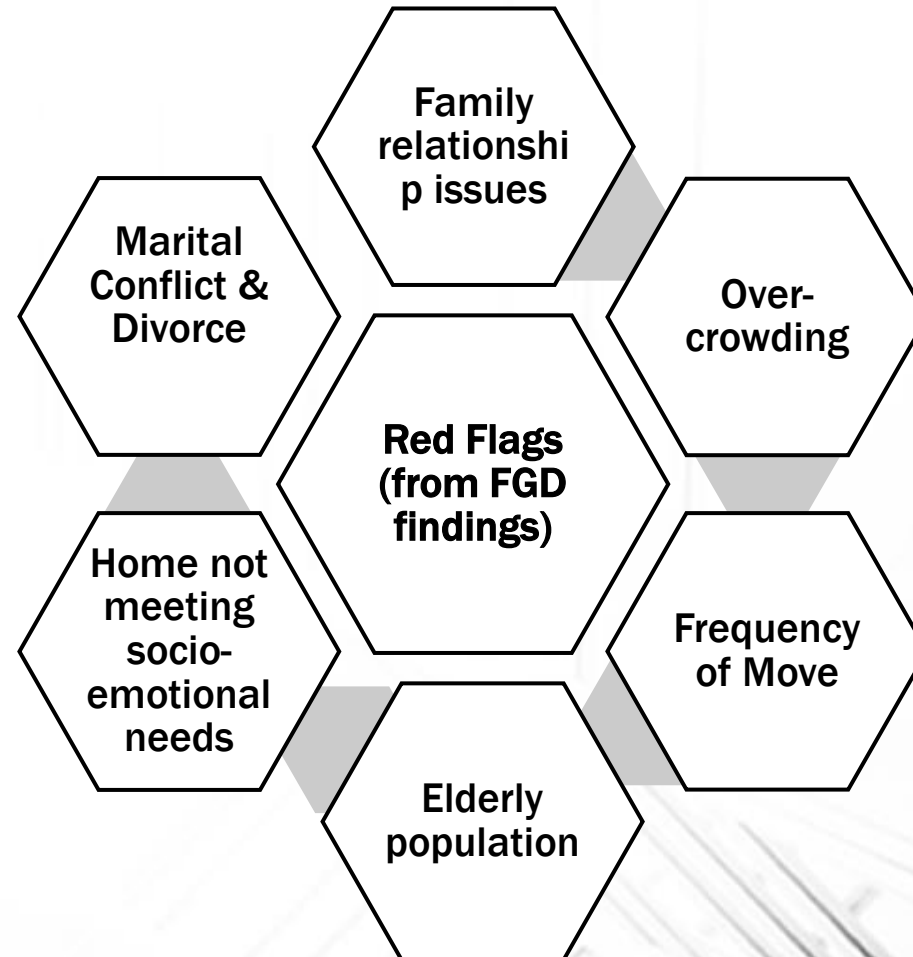 Family
relationshi
p issues
Marital
Conflict &
Divorce
Over-
crowding
Red Flags
(from FGD
findings)
Home not
meeting
socio-
emotional
needs
Frequency
of Move
Elderly
population